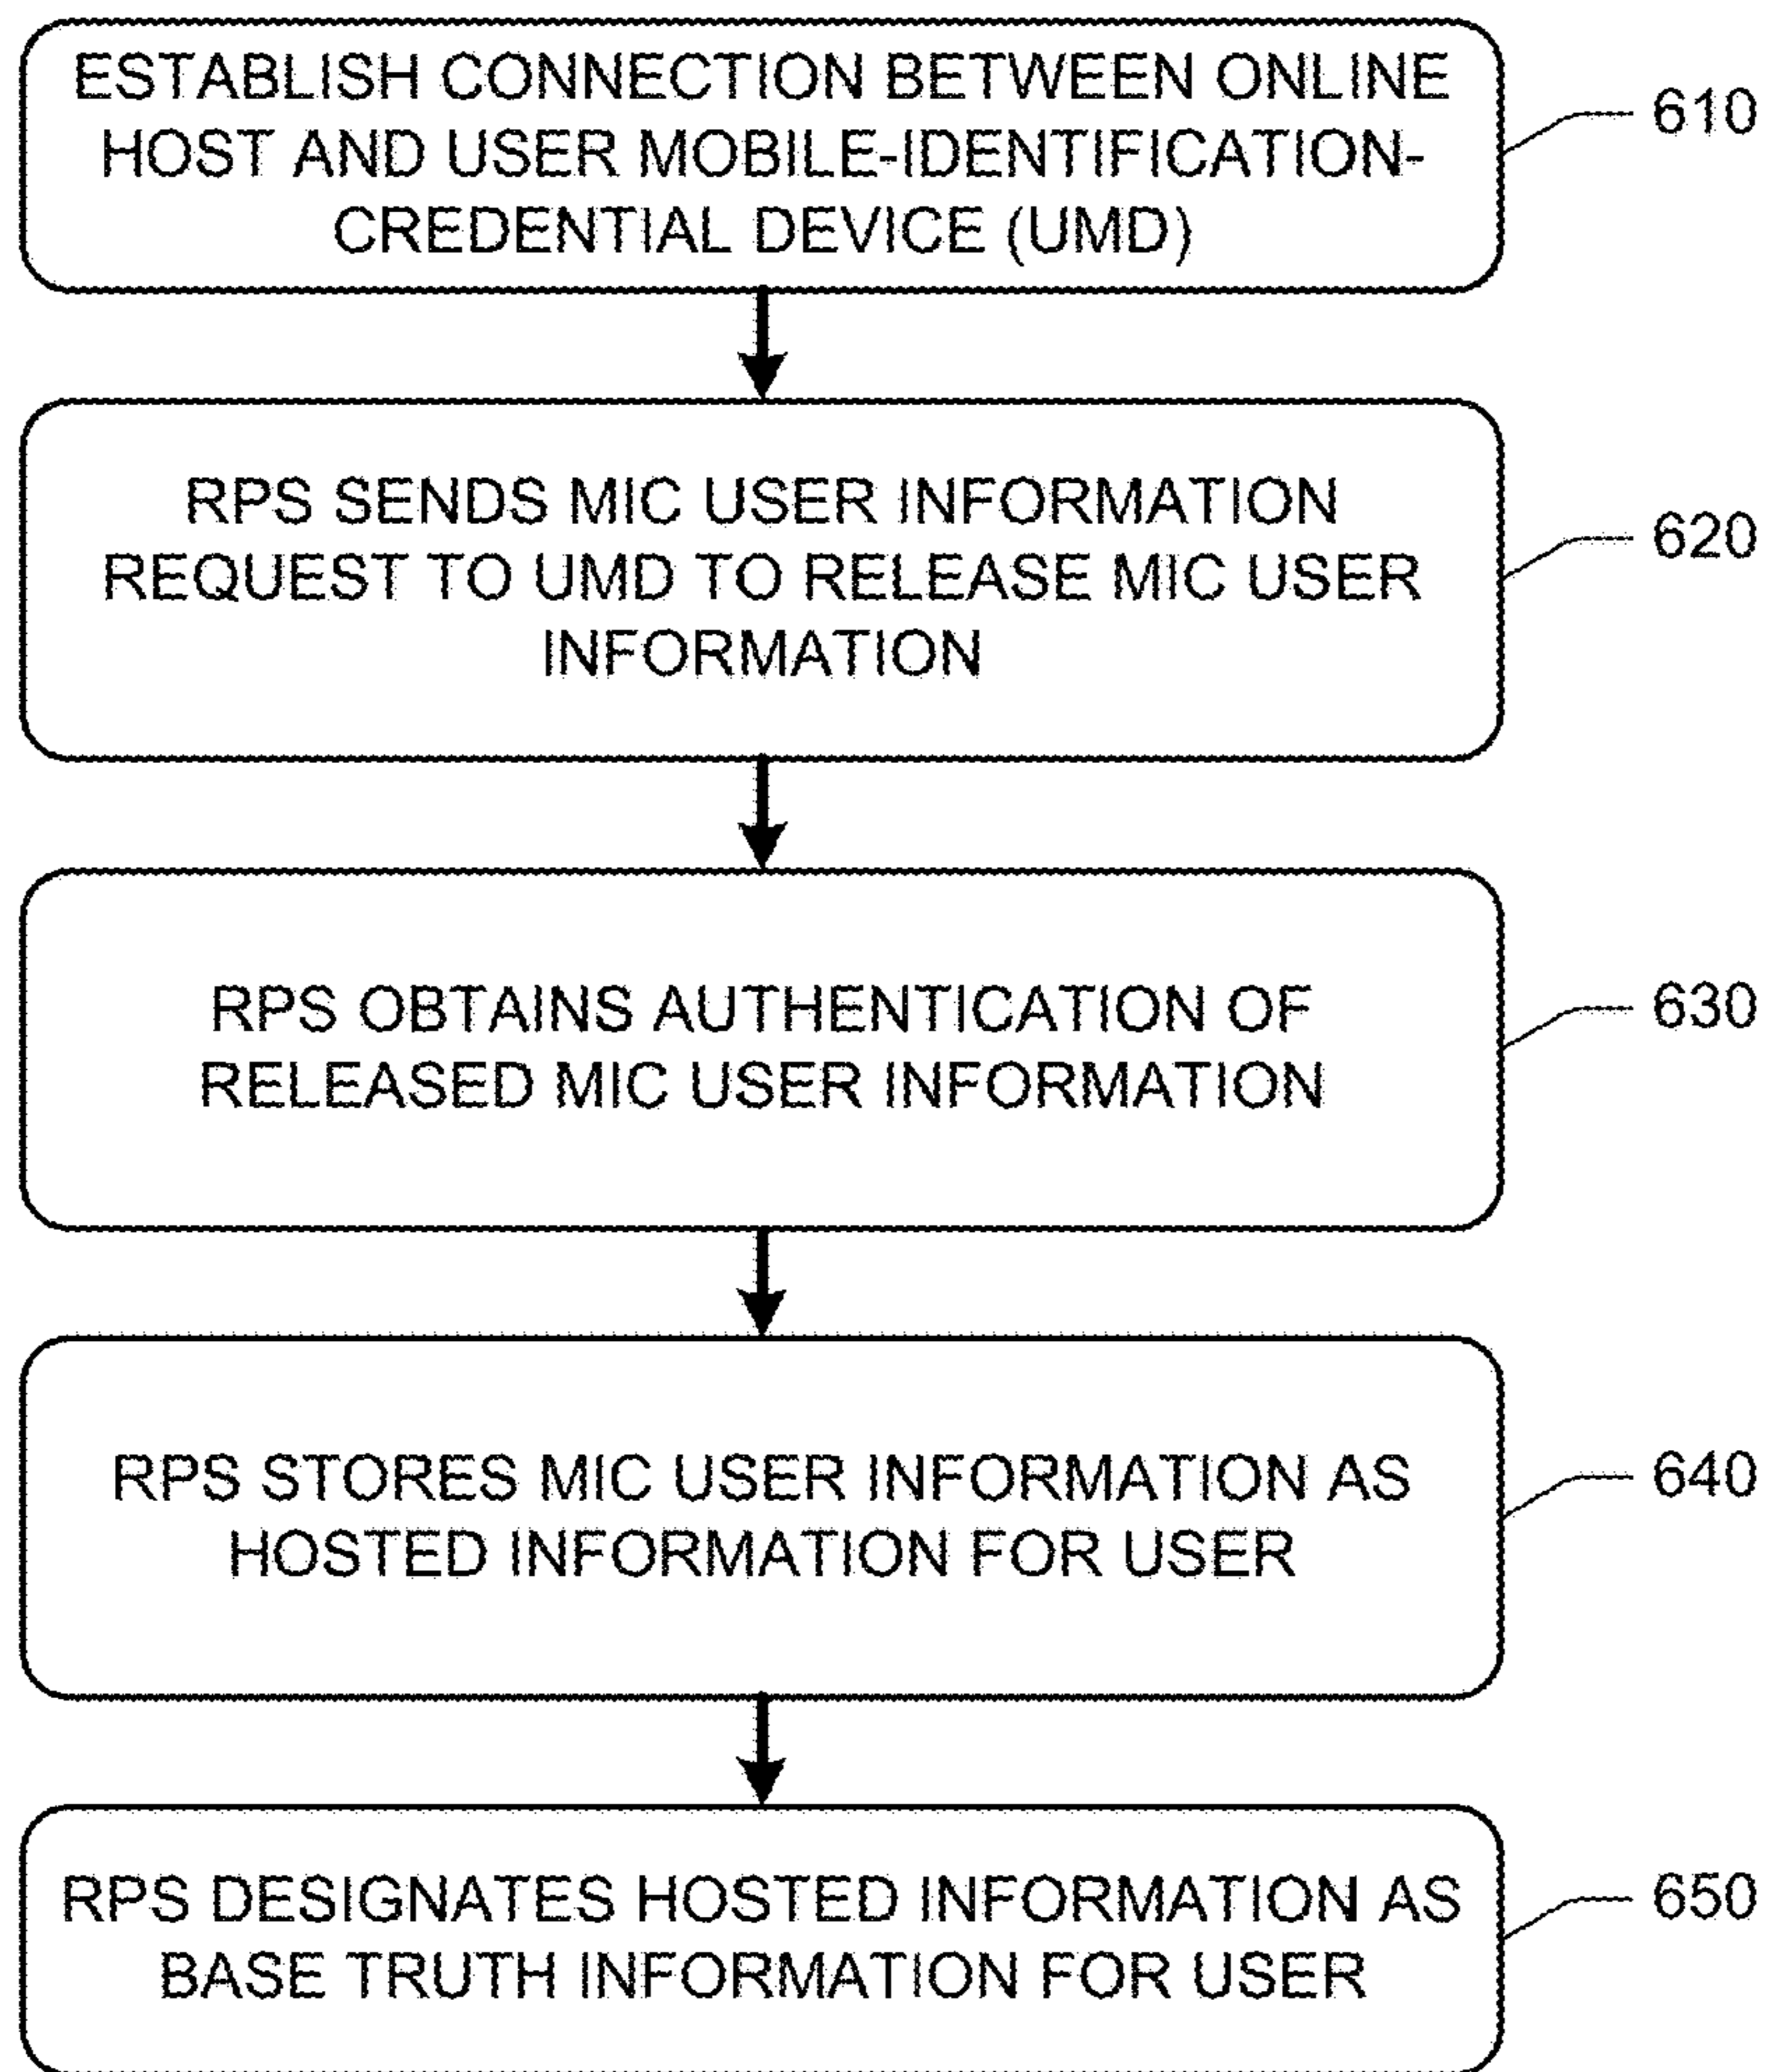 ESTABLISH CONNECTION BETWEEN ONLINE
HOST AND USER MOBILE-IDENTIFICATION-
CREDENTIAL DEVICE (UMD)
610
RPS SENDS MIC USER INFORMATION
REQUEST TO UMD TO RELEASE MIC USER
INFORMATION
620
RPS OBTAINS AUTHENTICATION OF
RELEASED MIC USER INFORMATION
630
RPS STORES MIC USER INFORMATION AS
HOSTED INFORMATION FOR USER
640
RPS DESIGNATES HOSTED INFORMATION AS
BASE TRUTH INFORMATION FOR USER
650